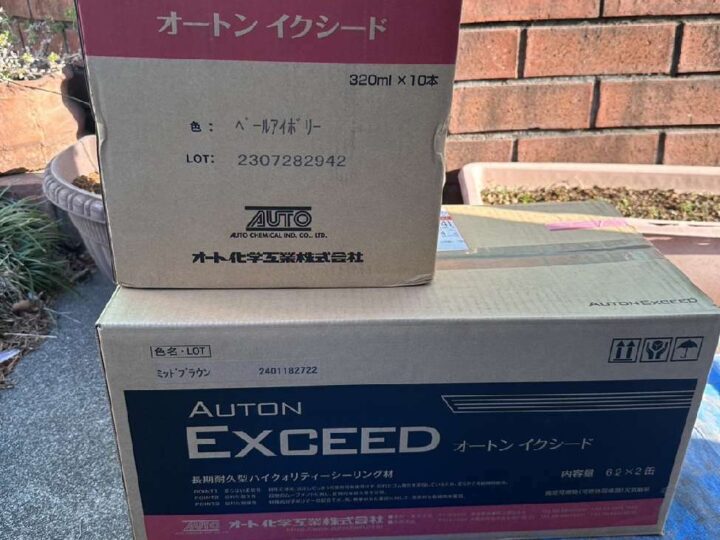 オートン イクシード
320ml×10本
色: ペールアイボリー
LOT: 2307282942
AUTO
AUTO CHEMICAL IND. CO., LTD.
オート化学工業株式会社
AUTON EXCEED
色名・LOT
ミッドブラウン 2401182722
AUTON
EXCEED オートン イクシード
長期耐久型ハイクォリティーシーリング材
内容量 6ℓ×2缶
POINT1
POINT2
POINT3
AUTO オート化学工業株式会社